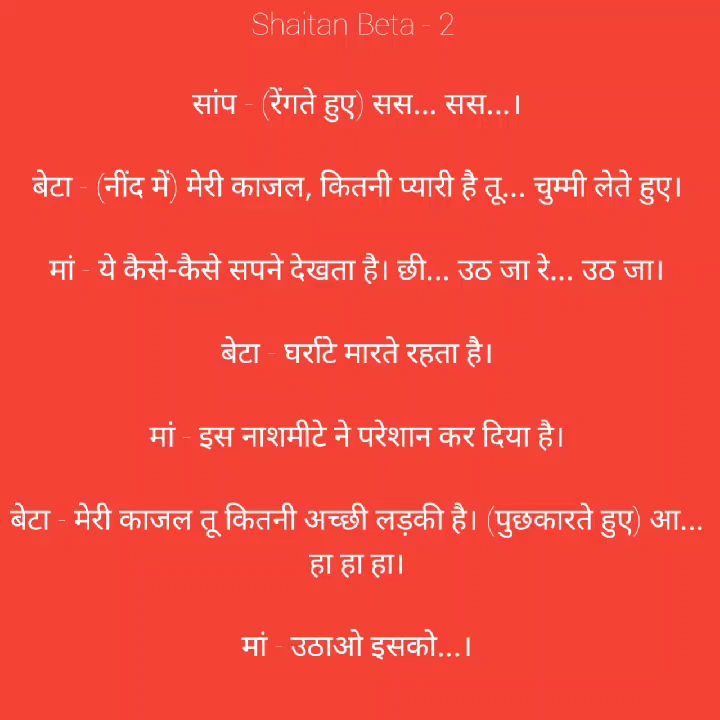 Shaitan Beta - 2
सांप - (रेंगते हुए) सस... सस...।
बेटा - (नींद में) मेरी काजल, कितनी प्यारी है तू... चुम्मी लेते हुए।
मां - ये कैसे-कैसे सपने देखता है। छी... उठ जा रे... उठ जा।
बेटा - घर्राटे मारते रहता है।
मां - इस नाशमीटे ने परेशान कर दिया है।
बेटा - मेरी काजल तू कितनी अच्छी लड़की है। (पुछकारते हुए) आ...
हा हा हा।
मां - उठाओ इसको...।